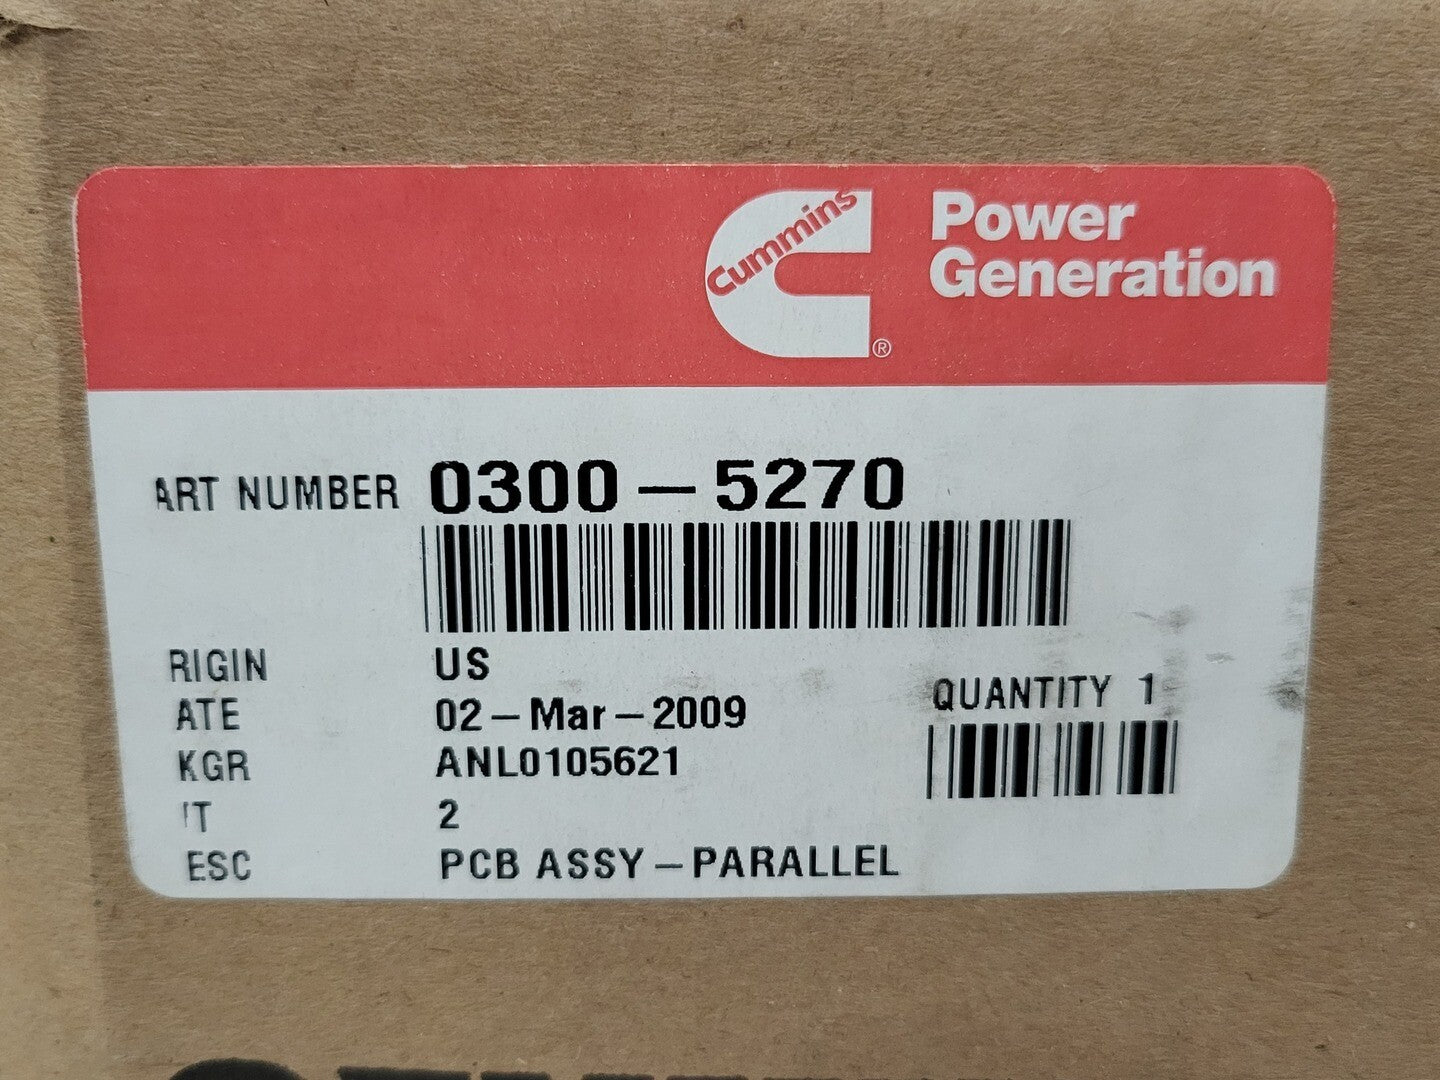 Cummins
Power
Generation
®
ART NUMBER 0300-5270
RIGIN US
ATE 02-Mar-2009
QUANTITY 1
KGR ANL0105621
IT 2
ESC PCB ASSY-PARALLEL